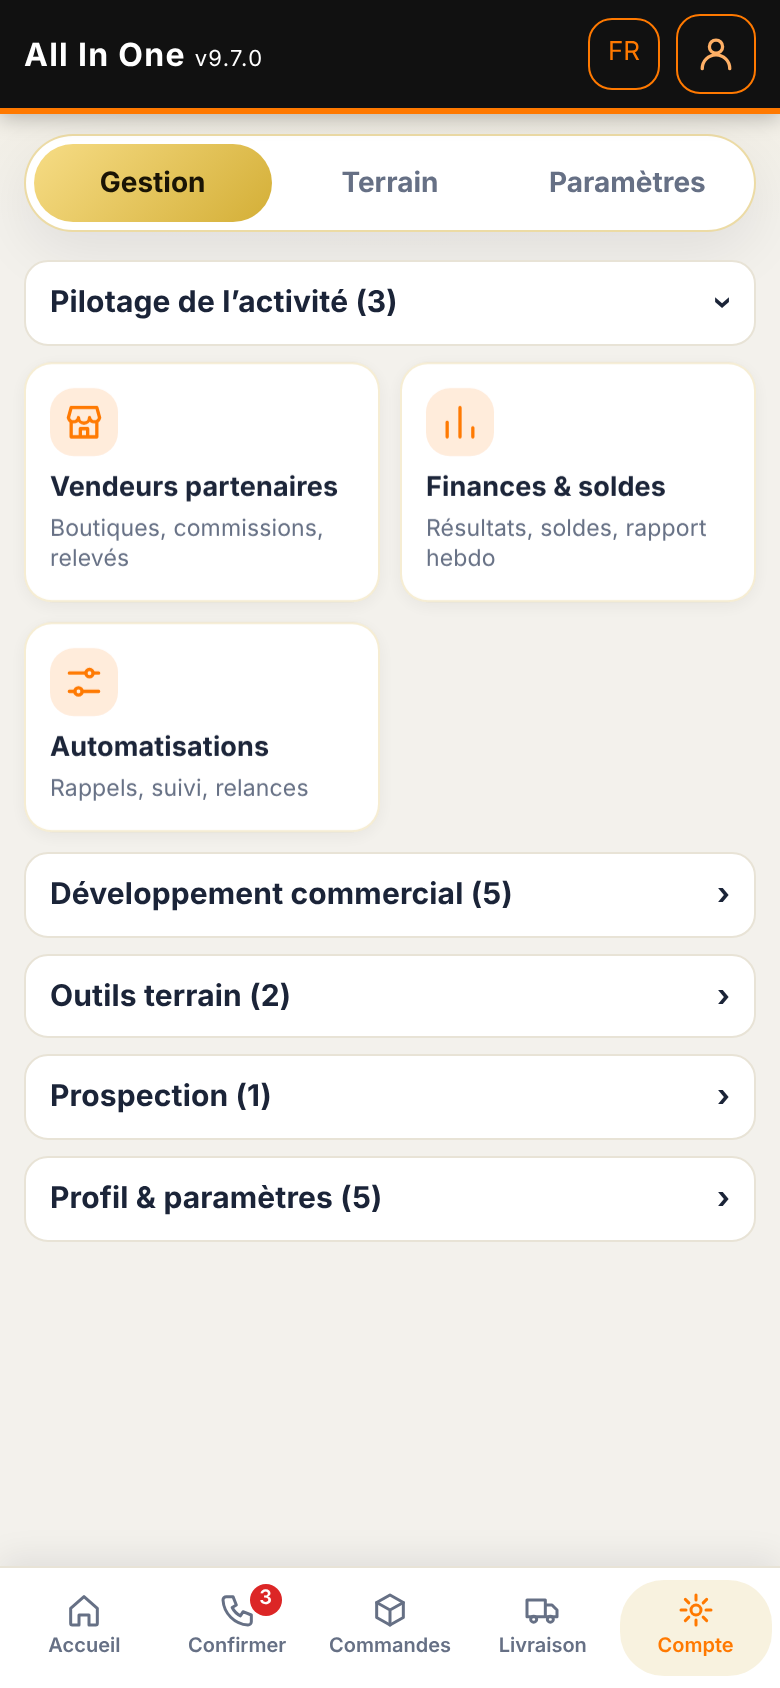 All In One v9.7.0
FR
Gestion
Terrain
Paramètres
Pilotage de l’activité (3)
Vendeurs partenaires
Boutiques, commissions,
relevés
Finances & soldes
Résultats, soldes, rapport
hebdo
Automatisations
Rappels, suivi, relances
Développement commercial (5)
Outils terrain (2)
Prospection (1)
Profil & paramètres (5)
Accueil
3
Confirmer
Commandes
Livraison
Compte